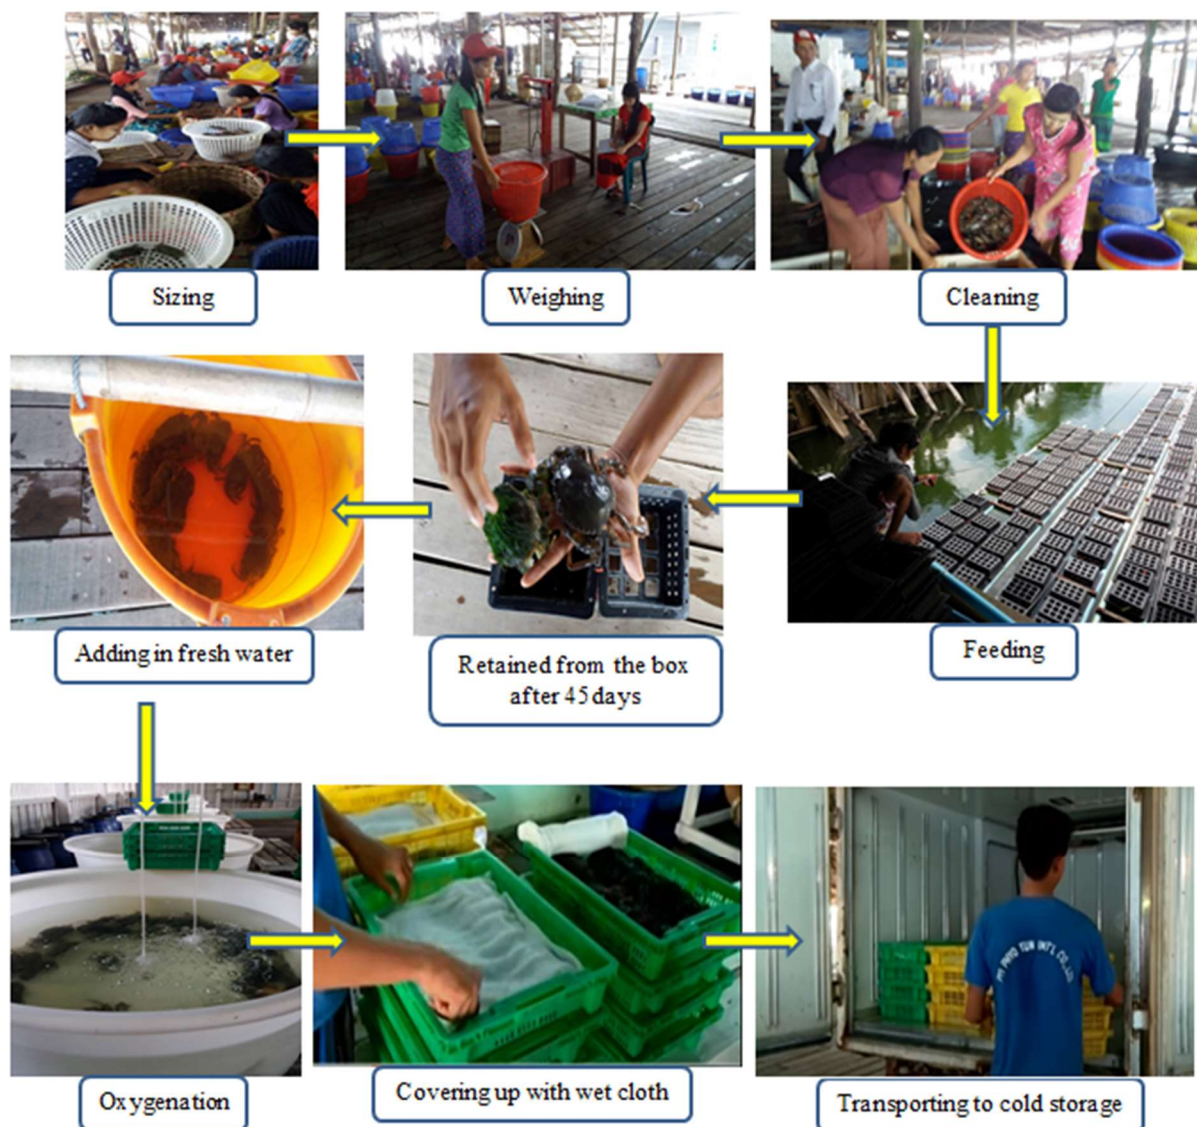 Sizing
Weighing
Cleaning
Adding in fresh water
Retained from the box
after 45 days
Feeding
Oxygenation
Covering up with wet cloth
Transporting to cold storage